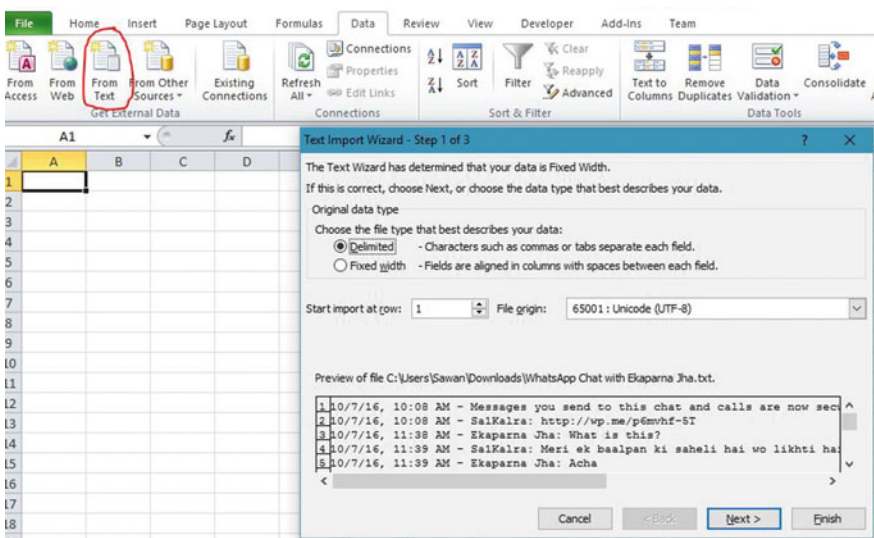 File Home Insert Page Layout Formulas Data Review View Developer Add-Ins Team
From Access
From Web
From Text
From Other Sources
Existing Connections
Get External Data
Refresh All
Connections
Properties
Edit Links
Connections
Sort
Filter
Clear
Reapply
Advanced
Sort & Filter
Text to Columns
Remove Duplicates
Data Validation
Consolidate
Data Tools
A1 fx
A B C D
1
2
3
4
5
6
7
8
9
10
11
12
13
14
15
16
17
18
Text Import Wizard - Step 1 of 3 ? X
The Text Wizard has determined that your data is Fixed Width.
If this is correct, choose Next, or choose the data type that best describes your data.
Original data type
Choose the file type that best describes your data:
Delimited - Characters such as commas or tabs separate each field.
Fixed width - Fields are aligned in columns with spaces between each field.
Start import at row: 1 File origin: 65001 : Unicode (UTF-8)
Preview of file C:\Users\Sawan\Downloads\WhatsApp Chat with Ekaparna Jha.txt.
1 10/7/16, 10:08 AM - Messages you send to this chat and calls are now secu
2 10/7/16, 10:08 AM - Sa1Kalra: http://wp.me/p6mvhf-5T
3 10/7/16, 11:38 AM - Ekaparna Jha: What is this?
4 10/7/16, 11:39 AM - Sa1Kalra: Meri ek baalpan ki saheli hai wo likhti hai
5 10/7/16, 11:39 AM - Ekaparna Jha: Acha
Cancel < Back Next > Finish